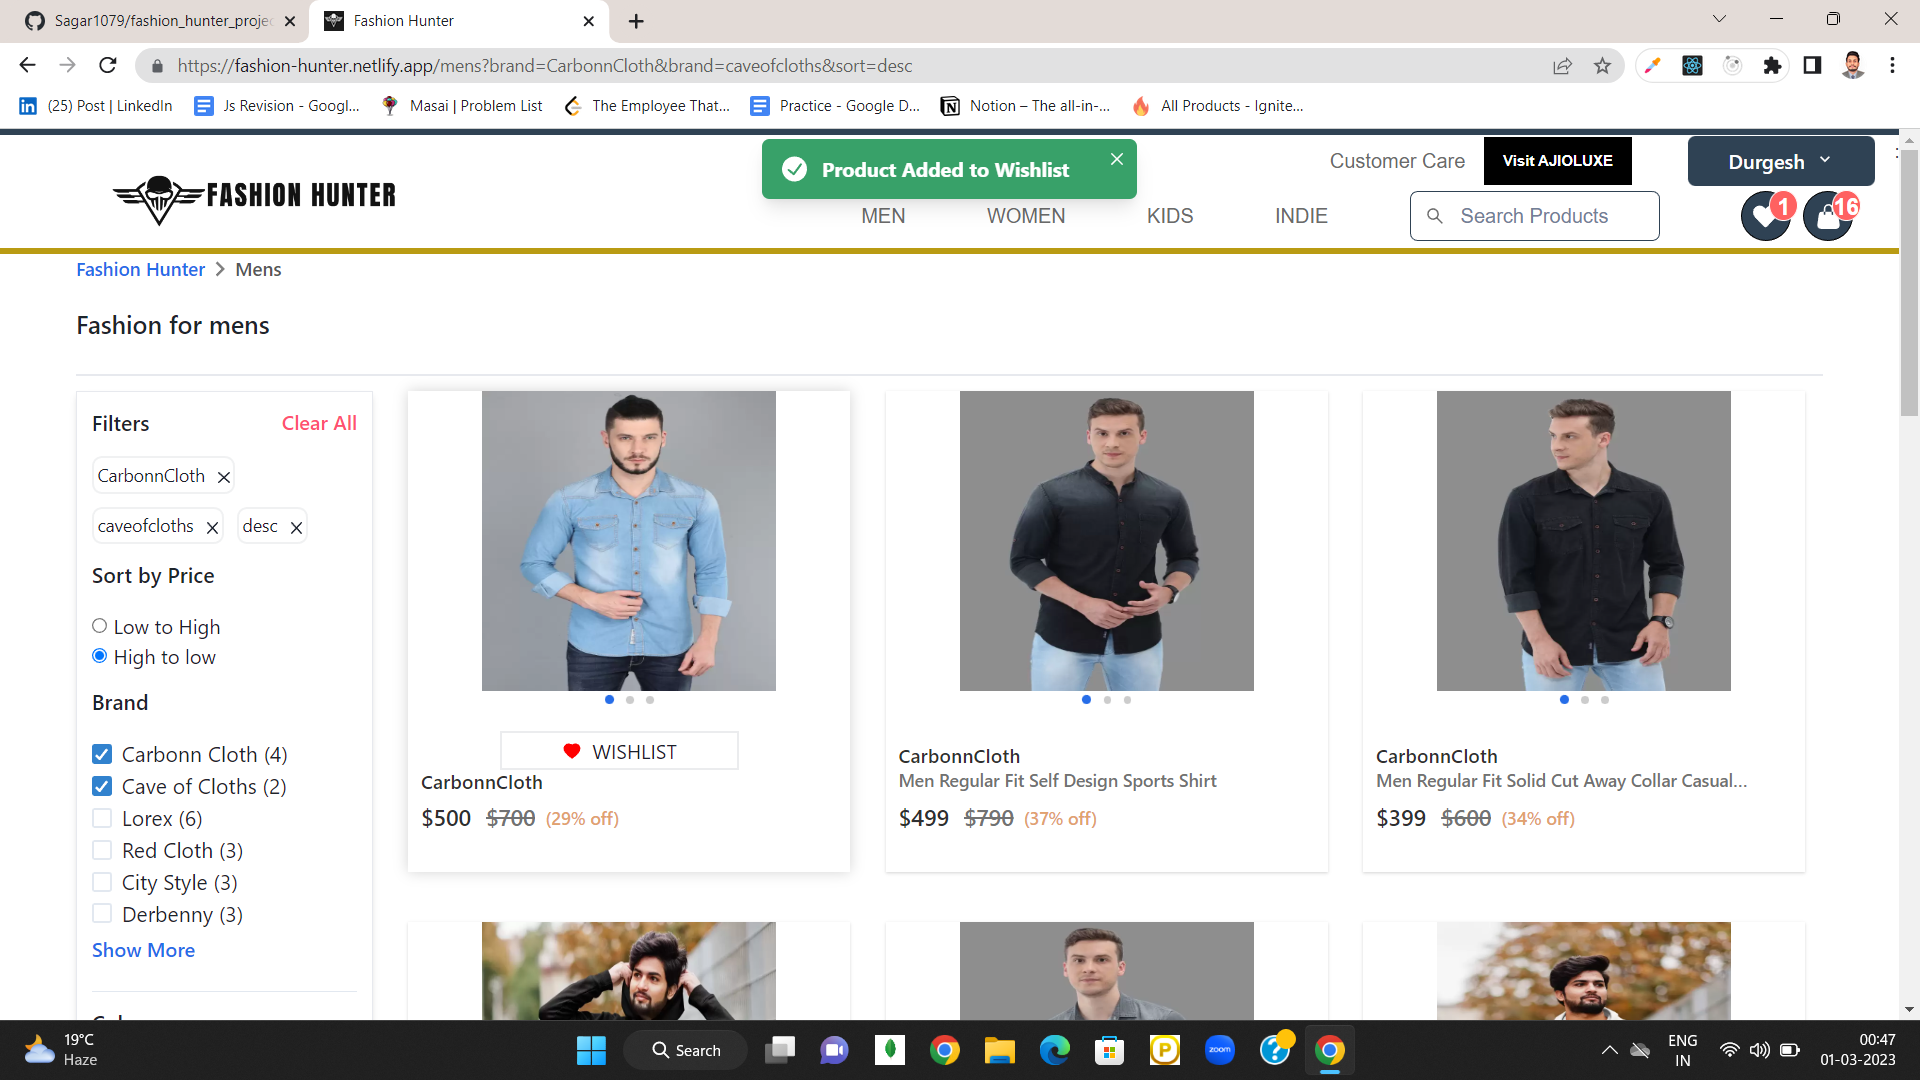 Sagar1079/fashion_hunter_projec
Fashion Hunter
https://fashion-hunter.netlify.app/mens?brand=CarbonnCloth&brand=caveofcloths&sort=desc
(25) Post | LinkedIn
Js Revision - Googl...
Masai | Problem List
The Employee That...
Practice - Google D...
Notion – The all-in-...
All Products - Ignite...
Product Added to Wishlist
Customer Care
Visit AJIOLUXE
Durgesh
FASHION HUNTER
MEN
WOMEN
KIDS
INDIE
Search Products
1
16
Fashion Hunter
Mens
Fashion for mens
Filters
Clear All
CarbonnCloth
caveofcloths
desc
Sort by Price
Low to High
High to low
Brand
Carbonn Cloth (4)
Cave of Cloths (2)
Lorex (6)
Red Cloth (3)
City Style (3)
Derbenny (3)
Show More
WISHLIST
CarbonnCloth
$500 $700 (29% off)
CarbonnCloth
Men Regular Fit Self Design Sports Shirt
$499 $790 (37% off)
CarbonnCloth
Men Regular Fit Solid Cut Away Collar Casual...
$399 $600 (34% off)
19°C
Haze
Search
zoom
ENG
IN
00:47
01-03-2023